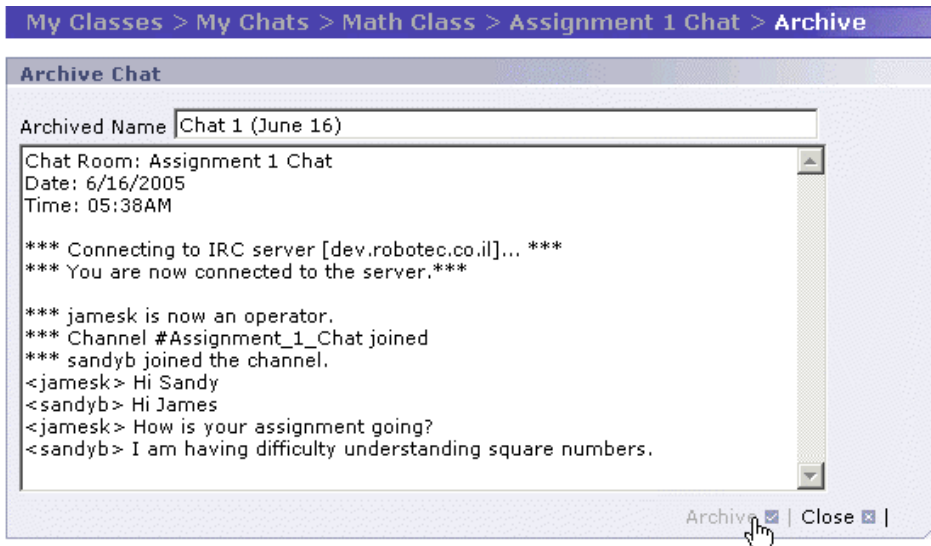 My Classes > My Chats > Math Class > Assignment 1 Chat > Archive
Archive Chat
Archived Name Chat 1 (June 16)
Chat Room: Assignment 1 Chat
Date: 6/16/2005
Time: 05:38AM
*** Connecting to IRC server [dev.robotec.co.il]... ***
*** You are now connected to the server.***
*** jamesk is now an operator.
*** Channel #Assignment_1_Chat joined
*** sandyb joined the channel.
<jamesk> Hi Sandy
<sandyb> Hi James
<jamesk> How is your assignment going?
<sandyb> I am having difficulty understanding square numbers.
Archive | Close |